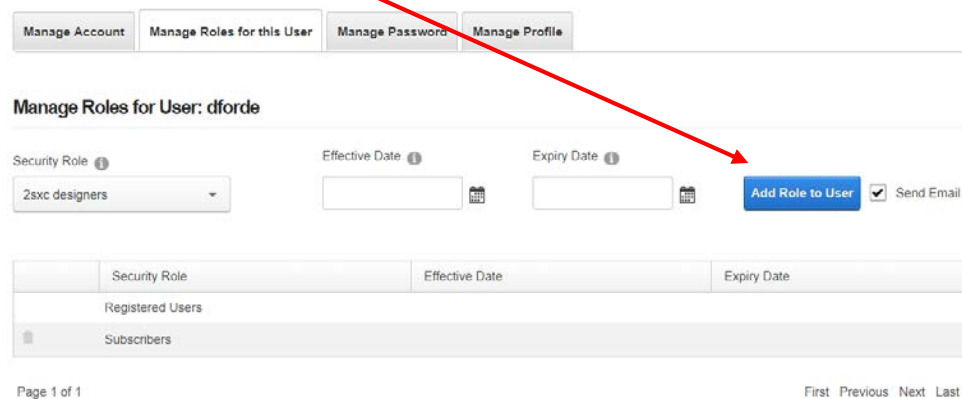 Manage Account Manage Roles for this User Manage Password Manage Profile
Manage Roles for User: dforde
Security Role Effective Date Expiry Date
2sxc designers Add Role to User Send Email
Security Role Effective Date Expiry Date
Registered Users
Subscribers
Page 1 of 1 First Previous Next Last